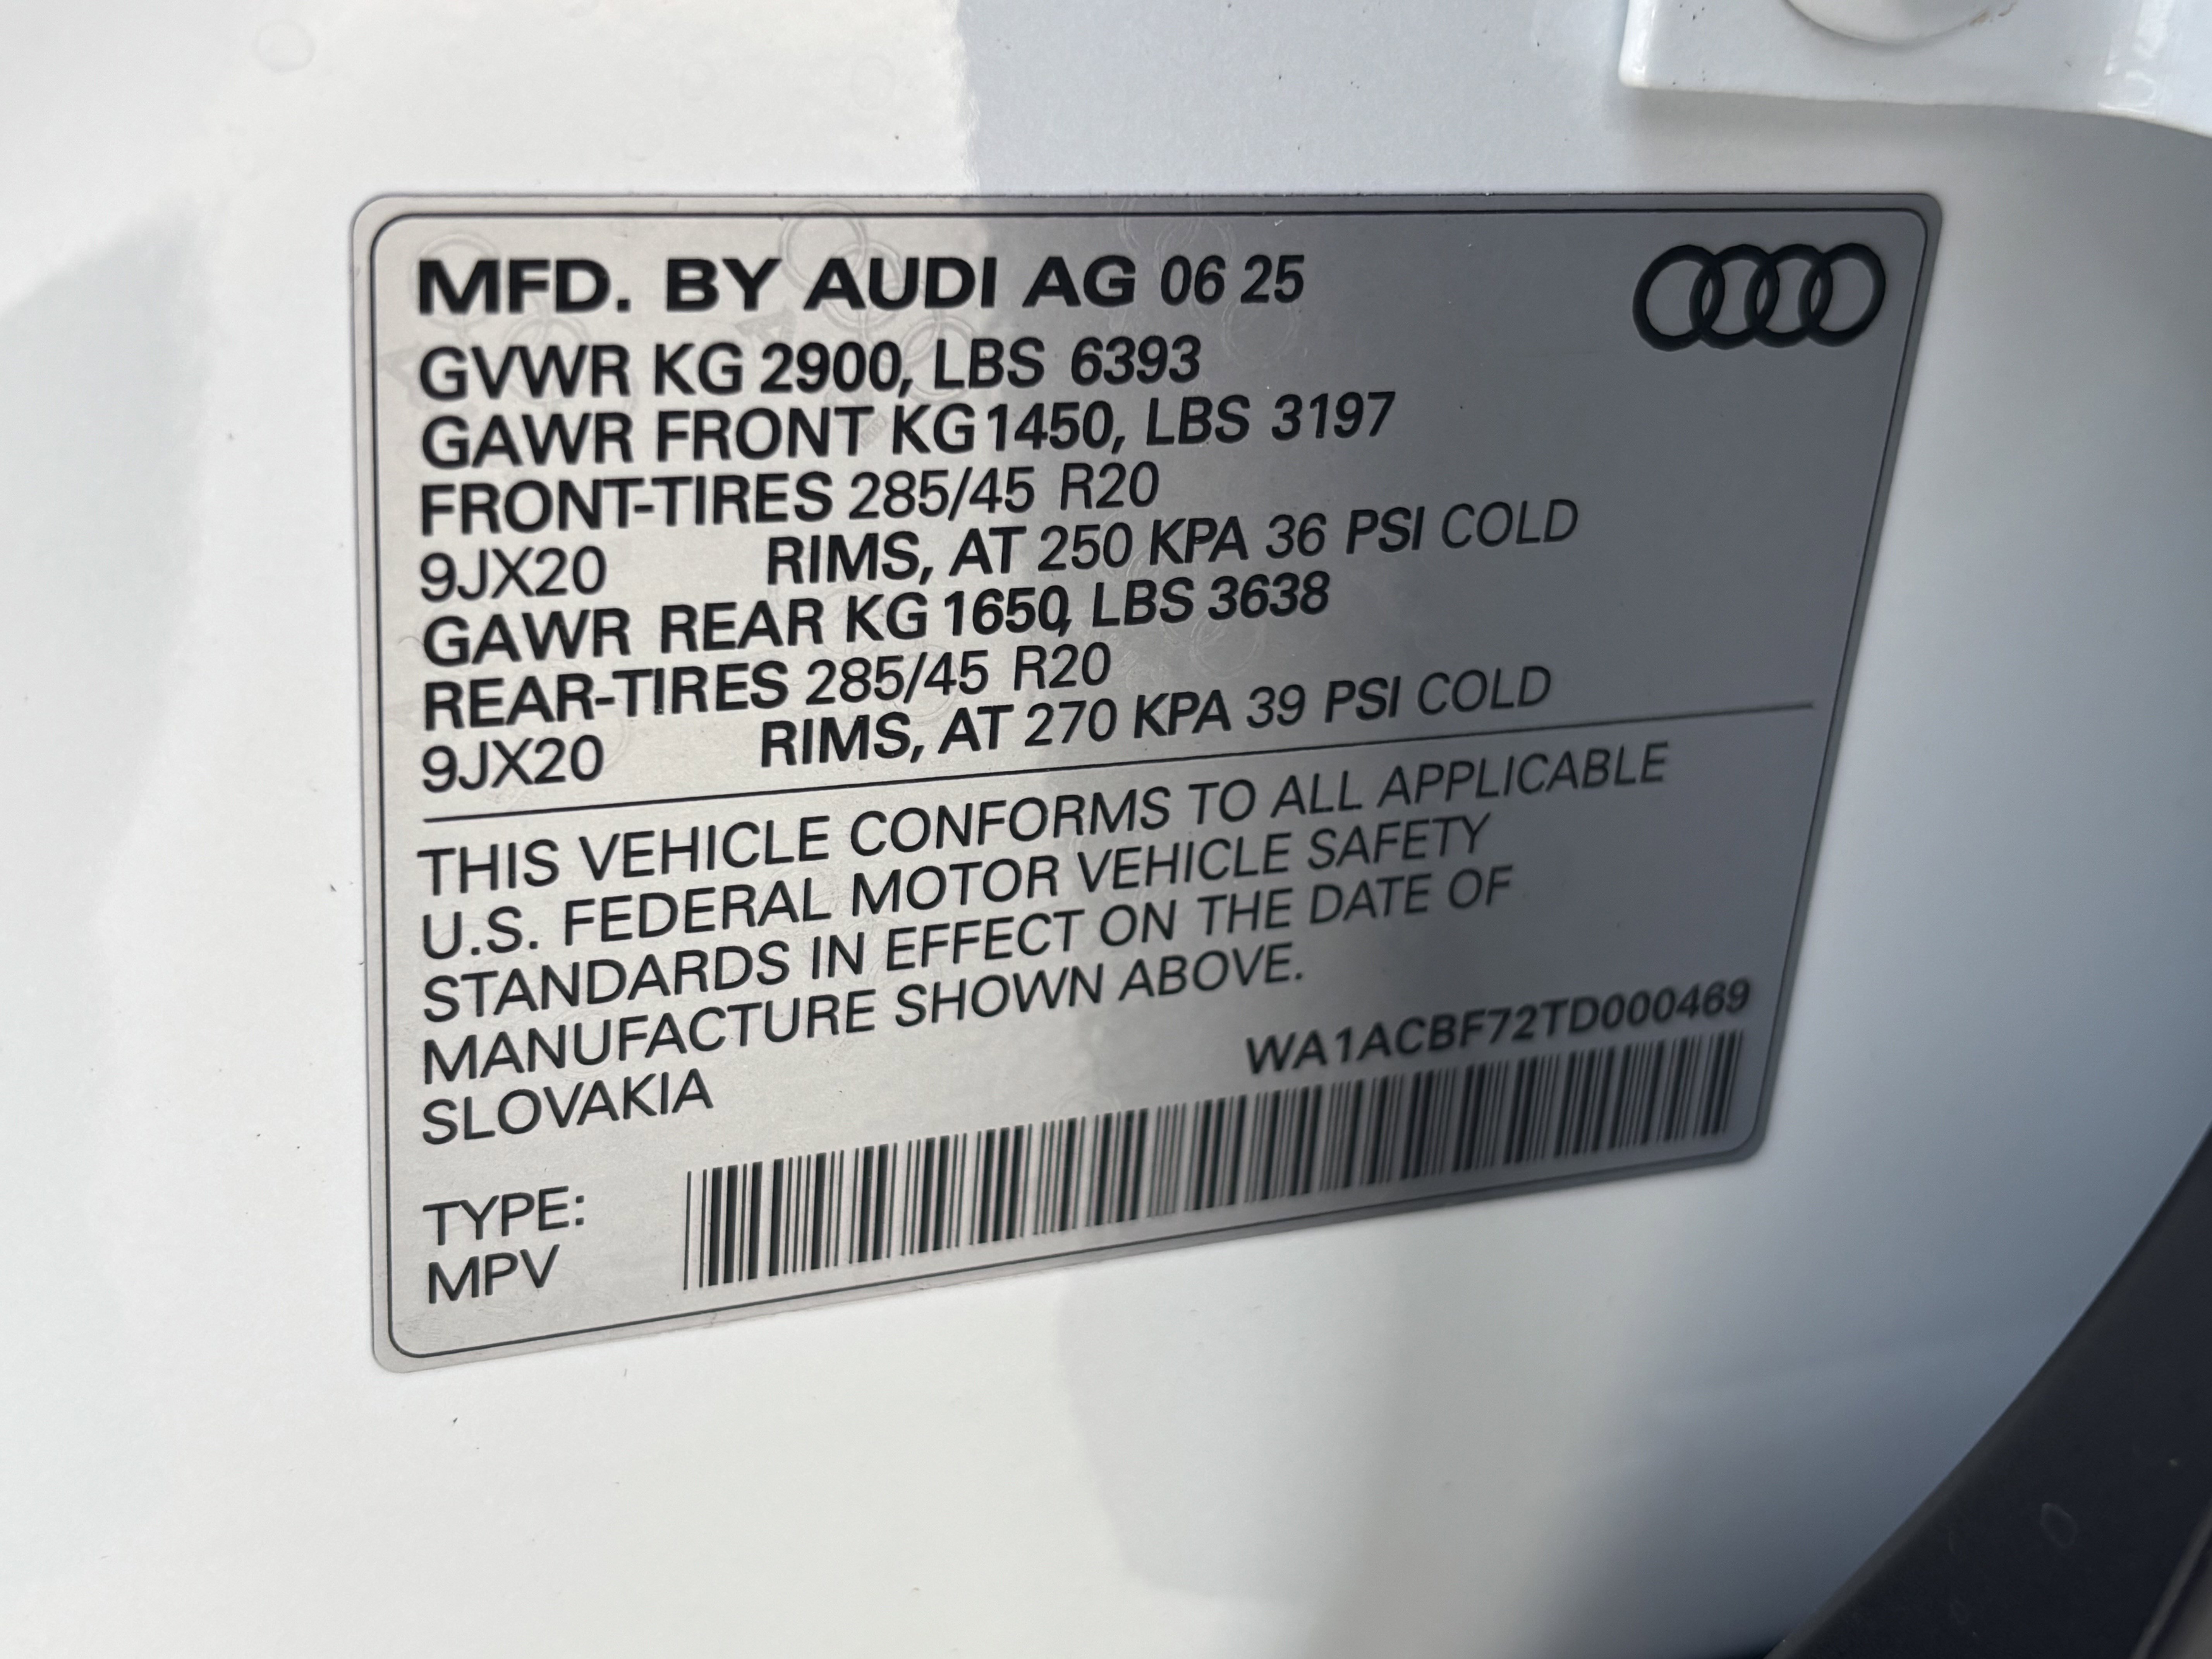 MFD. BY AUDI AG 06 25
GVWR KG 2900, LBS 6393
GAWR FRONT KG 1450, LBS 3197
FRONT-TIRES 285/45 R20
9JX20 RIMS, AT 250 KPA 36 PSI COLD
GAWR REAR KG 1650, LBS 3638
REAR-TIRES 285/45 R20
9JX20 RIMS, AT 270 KPA 39 PSI COLD
THIS VEHICLE CONFORMS TO ALL APPLICABLE
U.S. FEDERAL MOTOR VEHICLE SAFETY
STANDARDS IN EFFECT ON THE DATE OF
MANUFACTURE SHOWN ABOVE.
SLOVAKIA
WA1ACBF72TD000469
TYPE:
MPV